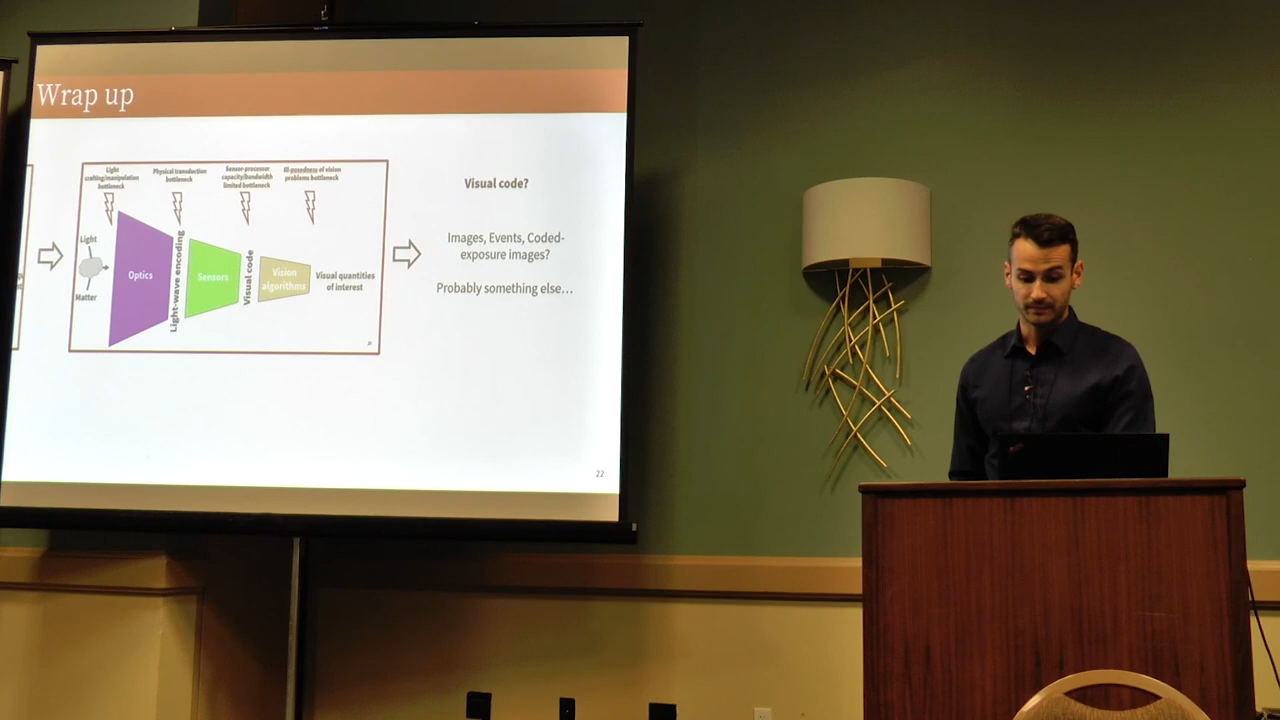 Wrap up
Light
crafting/manipulation
bottleneck
Physical transduction
bottleneck
Sensor-processor
capacity/bandwidth
limited bottleneck
Ill-posedness of vision
problems bottleneck
Light
Matter
Optics
Light-wave encoding
Sensors
Visual code
Vision
algorithms
Visual quantities
of interest
Visual code?
Images, Events, Coded-
exposure images?
Probably something else...
22